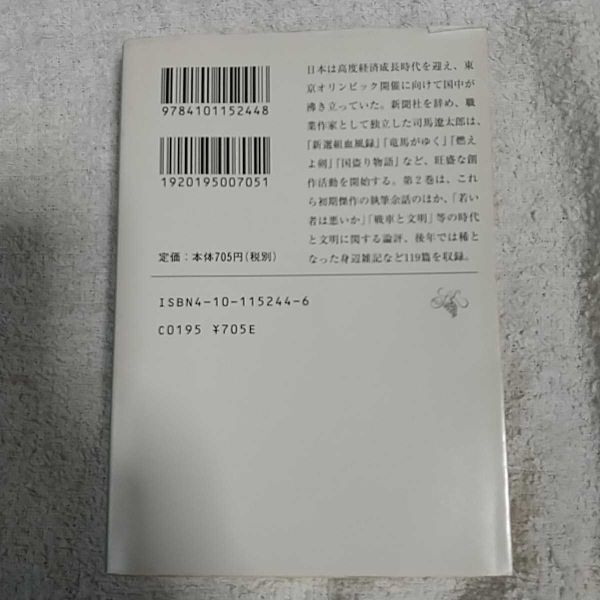 9784101152448
1920195007051
定価：本体705円（税別）
日本は高度経済成長時代を迎え、東
京オリンピック開催に向けて国中が
沸き立っていた。新聞社を辞め、職
業作家として独立した司馬遼太郎は、
『新選組血風録』『竜馬がゆく』『燃え
よ剣』『国盗り物語』など、旺盛な創
作活動を開始する。第２巻は、これ
ら初期傑作の執筆余話のほか、「若い
者は悪いか」「戦車と文明」等の時代
と文明に関する論評、後年では稀と
なった身辺雑記など119篇を収録。
ISBN4-10-115244-6
C0195 ¥705E